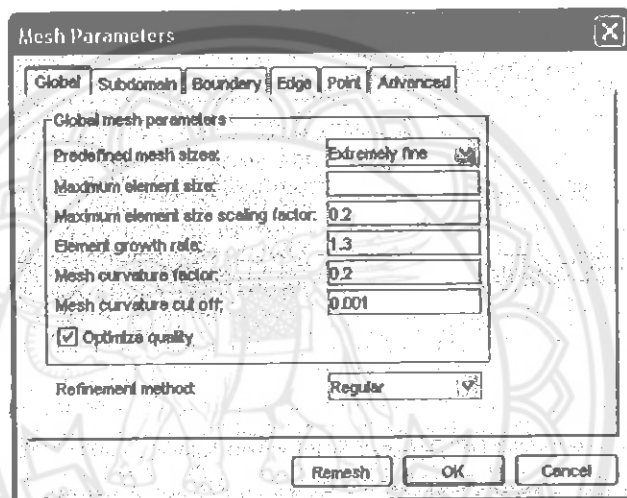 Mesh Parameters
Global Subdomain Boundary Edge Point Advanced
Global mesh parameters
Predefined mesh sizes: Extremely fine
Maximum element size:
Maximum element size scaling factor: 0.2
Element growth rate: 1.3
Mesh curvature factor: 0.2
Mesh curvature cut off: 0.001
Optimize quality
Refinement method: Regular
Remesh OK Cancel